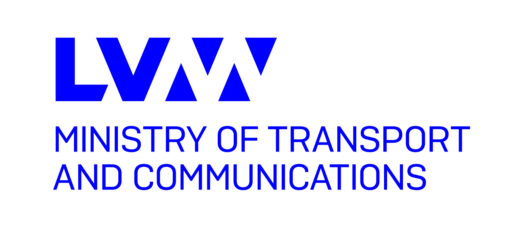 LVM
MINISTRY OF TRANSPORT
AND COMMUNICATIONS